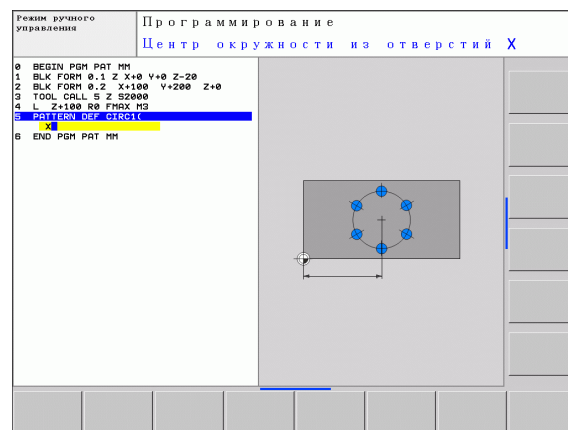 Режим ручного
управления
Программирование
Центр окружности из отверстий X
0 BEGIN PGM PAT MM
1 BLK FORM 0.1 Z X+0 Y+0 Z-20
2 BLK FORM 0.2 X+100 Y+200 Z+0
3 TOOL CALL 5 Z S2000
4 L Z+100 R0 FMAX M3
5 PATTERN DEF CIRC1(
X
6 END PGM PAT MM